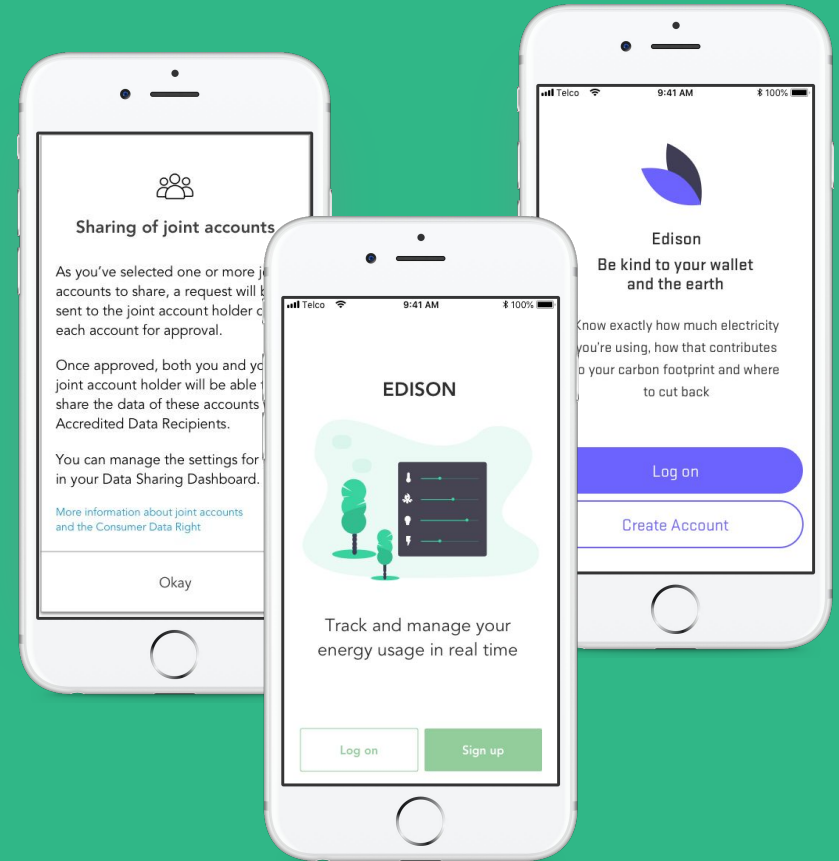 Sharing of joint accounts
As you've selected one or more
accounts to share, a request will
sent to the joint account holder
each account for approval.
Once approved, both you and
joint account holder will be able
share the data of these accounts
Accredited Data Recipients.
You can manage the settings for
in your Data Sharing Dashboard.
More information about joint accounts
and the Consumer Data Right
Okay
Telco 9:41 AM 100%
EDISON
Track and manage your
energy usage in real time
Log on
Sign up
Telco 9:41 AM 100%
Edison
Be kind to your wallet
and the earth
Know exactly how much electricity
you're using, how that contributes
to your carbon footprint and where
to cut back
Log on
Create Account